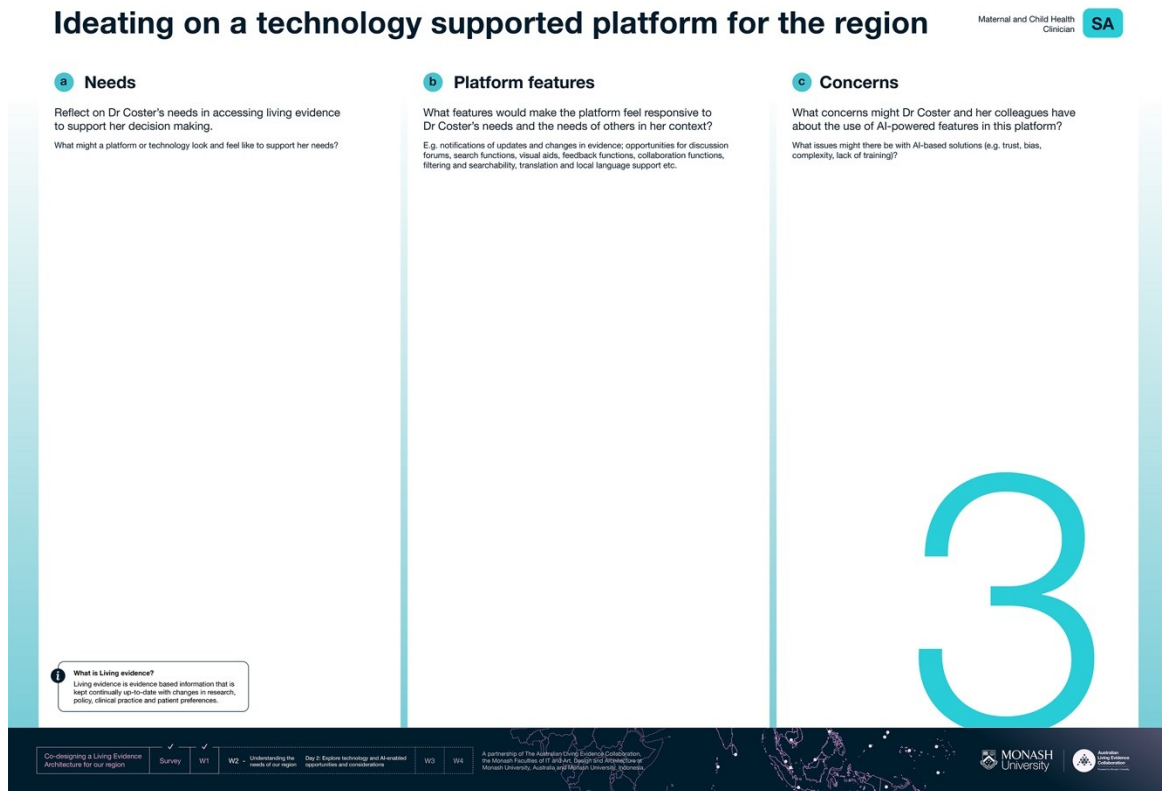 Ideating on a technology supported platform for the region
Maternal and Child Health
Clinician
SA
a Needs
Reflect on Dr Coster's needs in accessing living evidence
to support her decision making.
What might a platform or technology look and feel like to support her needs?
b Platform features
What features would make the platform feel responsive to
Dr Coster's needs and the needs of others in her context?
E.g. notifications of updates and changes in evidence; opportunities for discussion
forums, search functions, visual aids, feedback functions, collaboration functions,
filtering and searchability, translation and local language support etc.
c Concerns
What concerns might Dr Coster and her colleagues have
about the use of AI-powered features in this platform?
What issues might there be with AI-based solutions (e.g. trust, bias,
complexity, lack of training)?
3
i
What is Living evidence?
Living evidence is evidence based information that is
kept continually up-to-date with changes in research,
policy, clinical practice and patient preferences.
Co-designing a Living Evidence
Architecture for our region
Survey
W1
W2 -
Understanding the
needs of our region
Day 2: Explore technology and AI-enabled
opportunities and considerations
W3
W4
A partnership of The Australian Living Evidence Collaboration,
the Monash Faculties of IT and Art, Design and Architecture at
Monash University, Australia and Monash University, Indonesia.
MONASH
University
Australian
Living Evidence
Collaboration